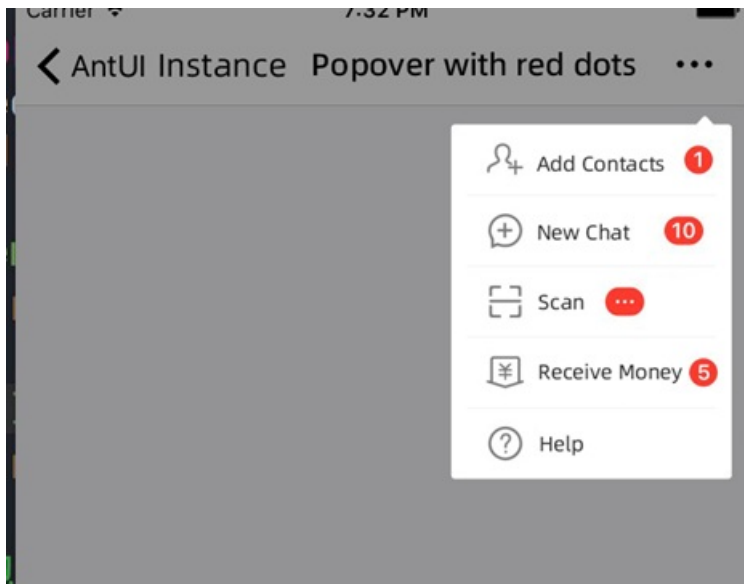 Carrier 7:32 PM
AntUI Instance Popover with red dots ...
Add Contacts 1
New Chat 10
Scan ...
¥ Receive Money 5
? Help